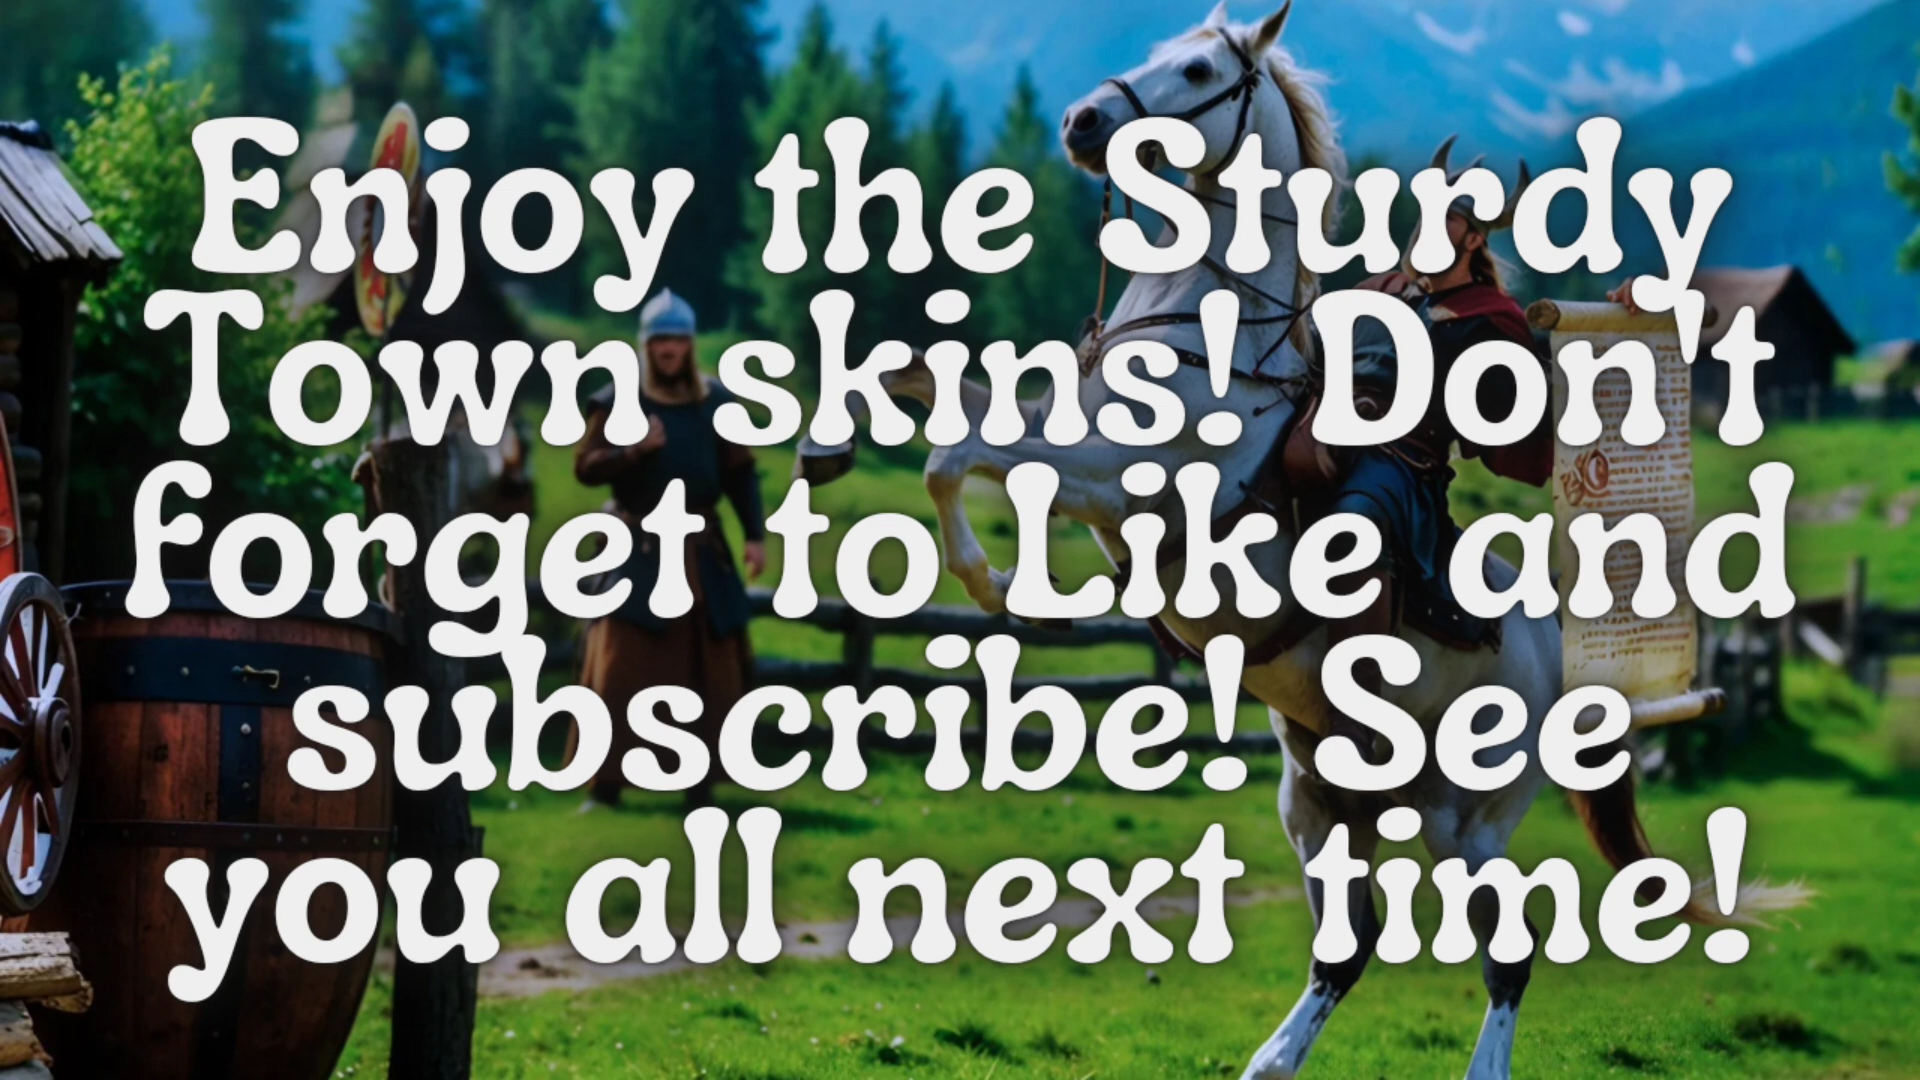 Enjoy the Sturdy
Town skins! Don't
forget to Like and
subscribe! See
you all next time!